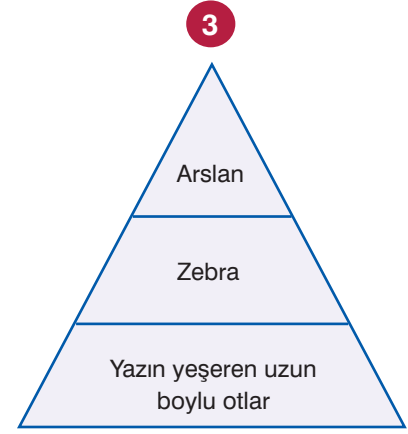 3
Arslan
Zebra
Yazın yeşeren uzun
boylu otlar